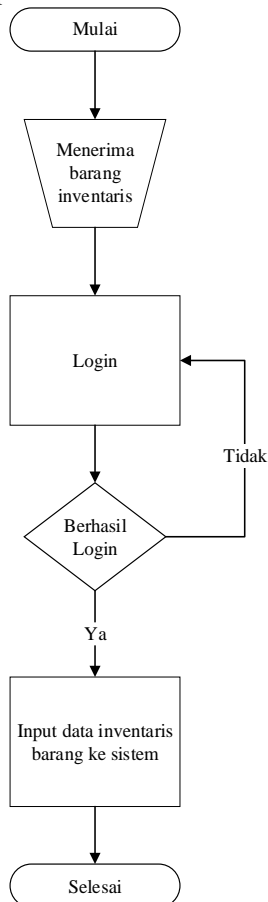 Mulai
Menerima
barang
inventaris
Login
Tidak
Berhasil
Login
Ya
Input data inventaris
barang ke sistem
Selesai